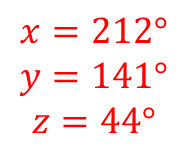 x = 212°
y = 141°
z = 44°